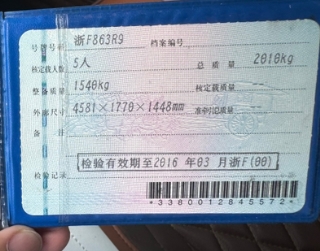 号牌号码 浙F863R9 档案编号
核定载人数 5人 总质量 2010kg
整备质量 1540kg 核定载质量 --
外廓尺寸 4581×1770×1448mm 准牵引总质量 --
备注
检验有效期至2016 年03 月浙F(00)
检验记录
*3380012845572*